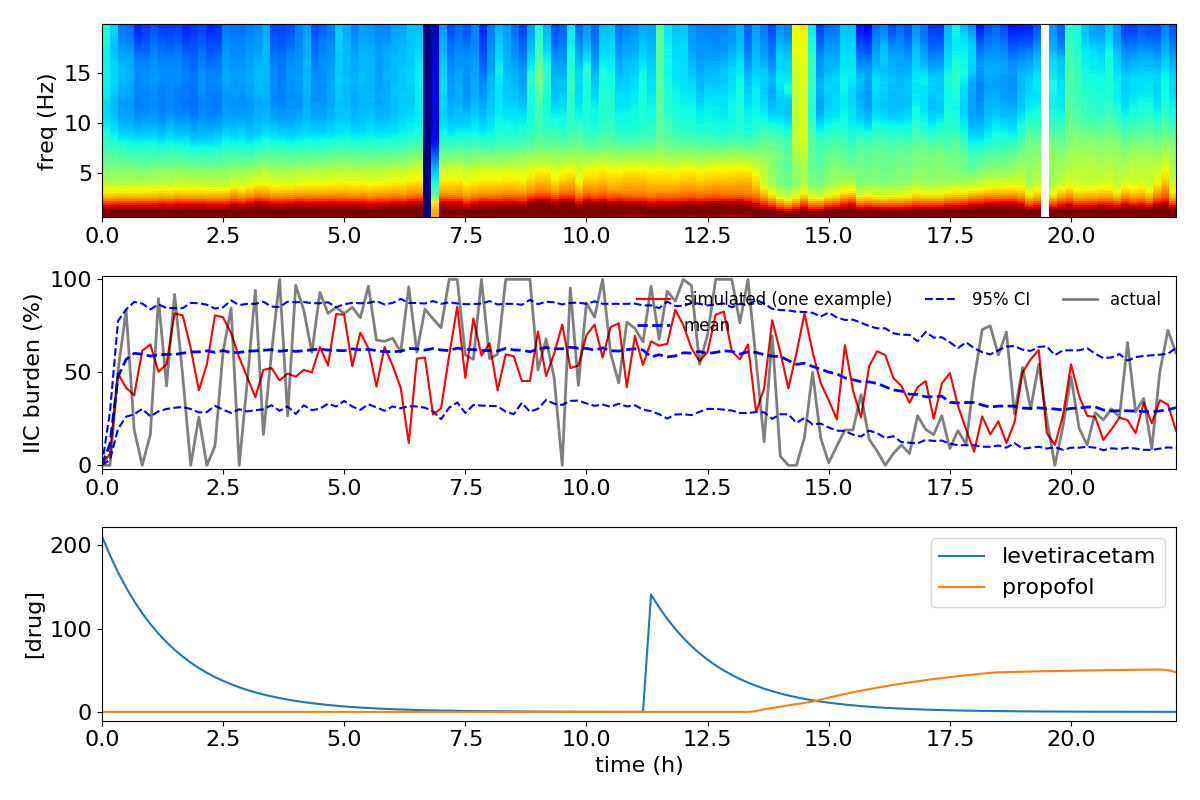 freq (Hz)
15
10
5
0.0 2.5 5.0 7.5 10.0 12.5 15.0 17.5 20.0
IIC burden (%)
100
50
0
simulated (one example) 95% CI actual
mean
0.0 2.5 5.0 7.5 10.0 12.5 15.0 17.5 20.0
[drug]
200
100
0
levetiracetam
propofol
0.0 2.5 5.0 7.5 10.0 12.5 15.0 17.5 20.0
time (h)